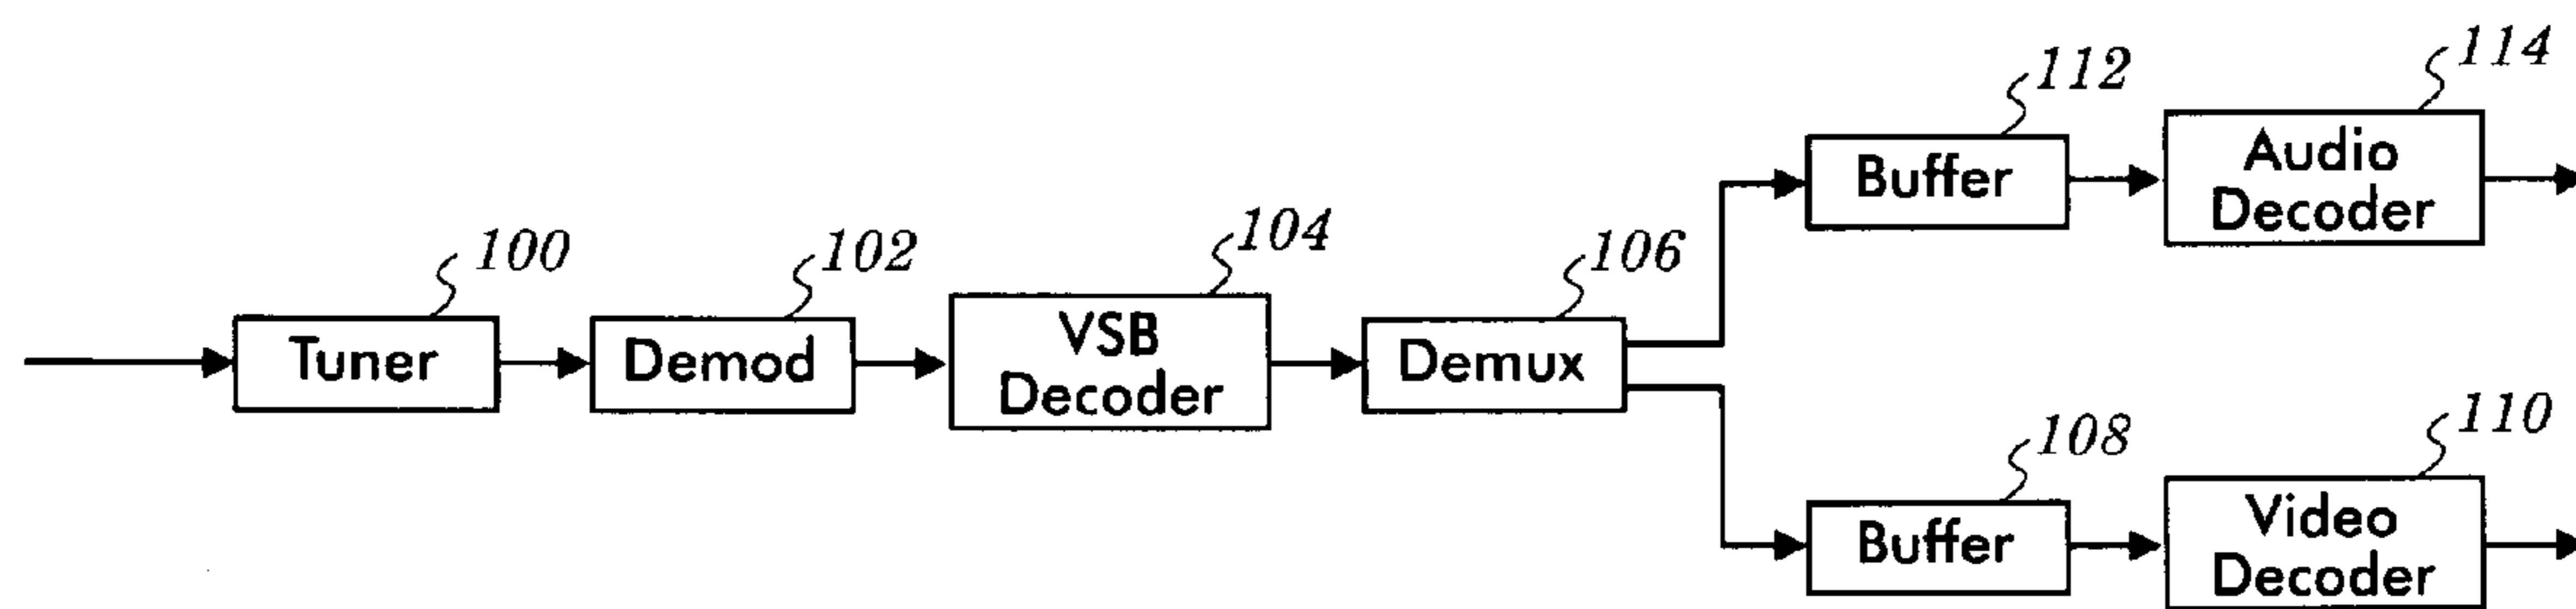 112
114
Buffer
Audio
Decoder
100
102
104
106
Tuner
Demod
VSB
Decoder
Demux
108
110
Buffer
Video
Decoder